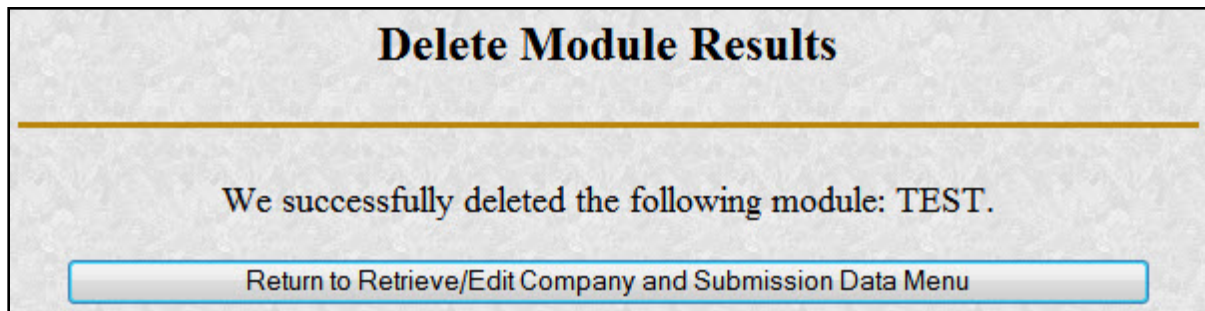 Delete Module Results
We successfully deleted the following module: TEST.
Return to Retrieve/Edit Company and Submission Data Menu